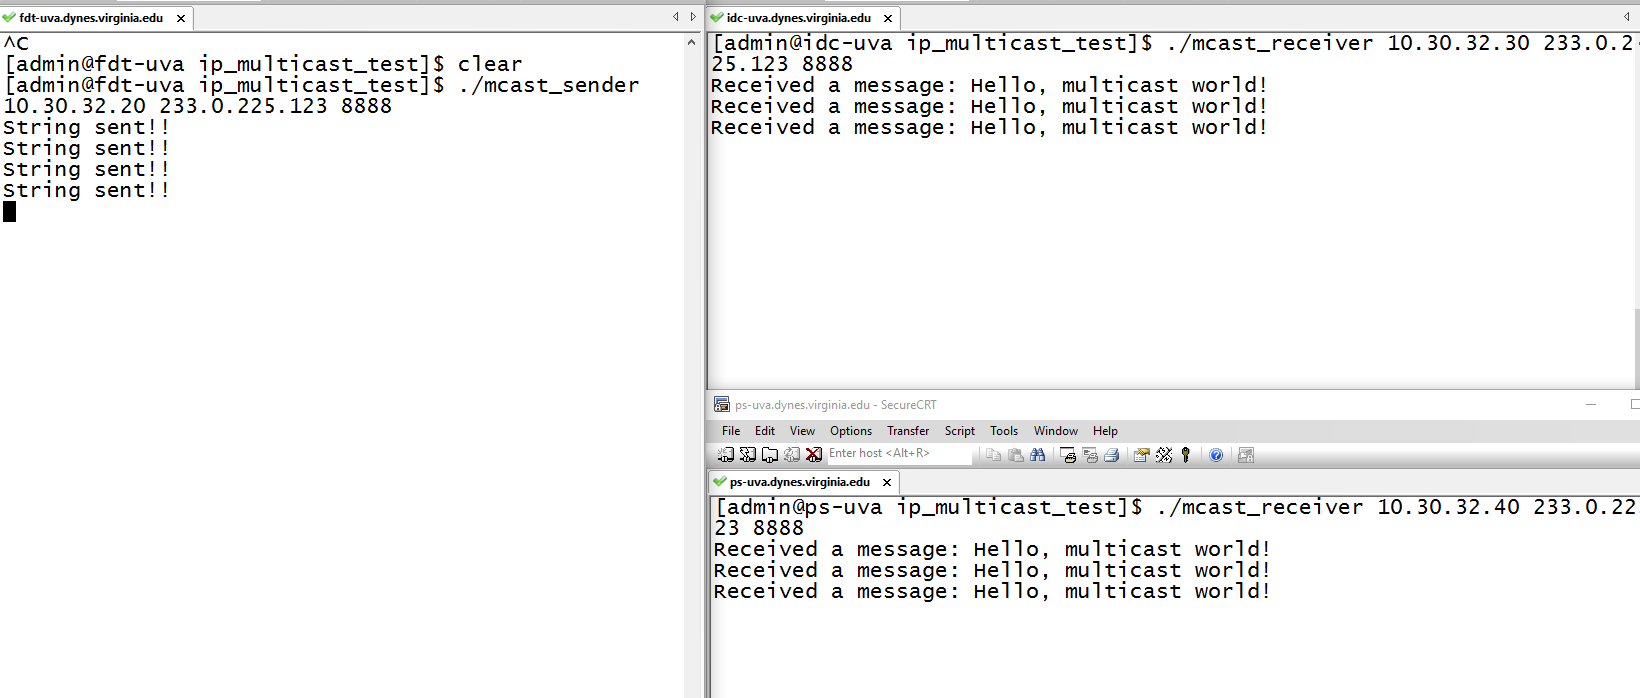 fdt-uva.dynes.virginia.edu
^C
[admin@fdt-uva ip_multicast_test]$ clear
[admin@fdt-uva ip_multicast_test]$ ./mcast_sender
10.30.32.20 233.0.225.123 8888
String sent!!
String sent!!
String sent!!
String sent!!
idc-uva.dynes.virginia.edu
[admin@idc-uva ip_multicast_test]$ ./mcast_receiver 10.30.32.30 233.0.2
25.123 8888
Received a message: Hello, multicast world!
Received a message: Hello, multicast world!
Received a message: Hello, multicast world!
ps-uva.dynes.virginia.edu - SecureCRT
File Edit View Options Transfer Script Tools Window Help
Enter host <Alt+R>
ps-uva.dynes.virginia.edu
[admin@ps-uva ip_multicast_test]$ ./mcast_receiver 10.30.32.40 233.0.22
23 8888
Received a message: Hello, multicast world!
Received a message: Hello, multicast world!
Received a message: Hello, multicast world!